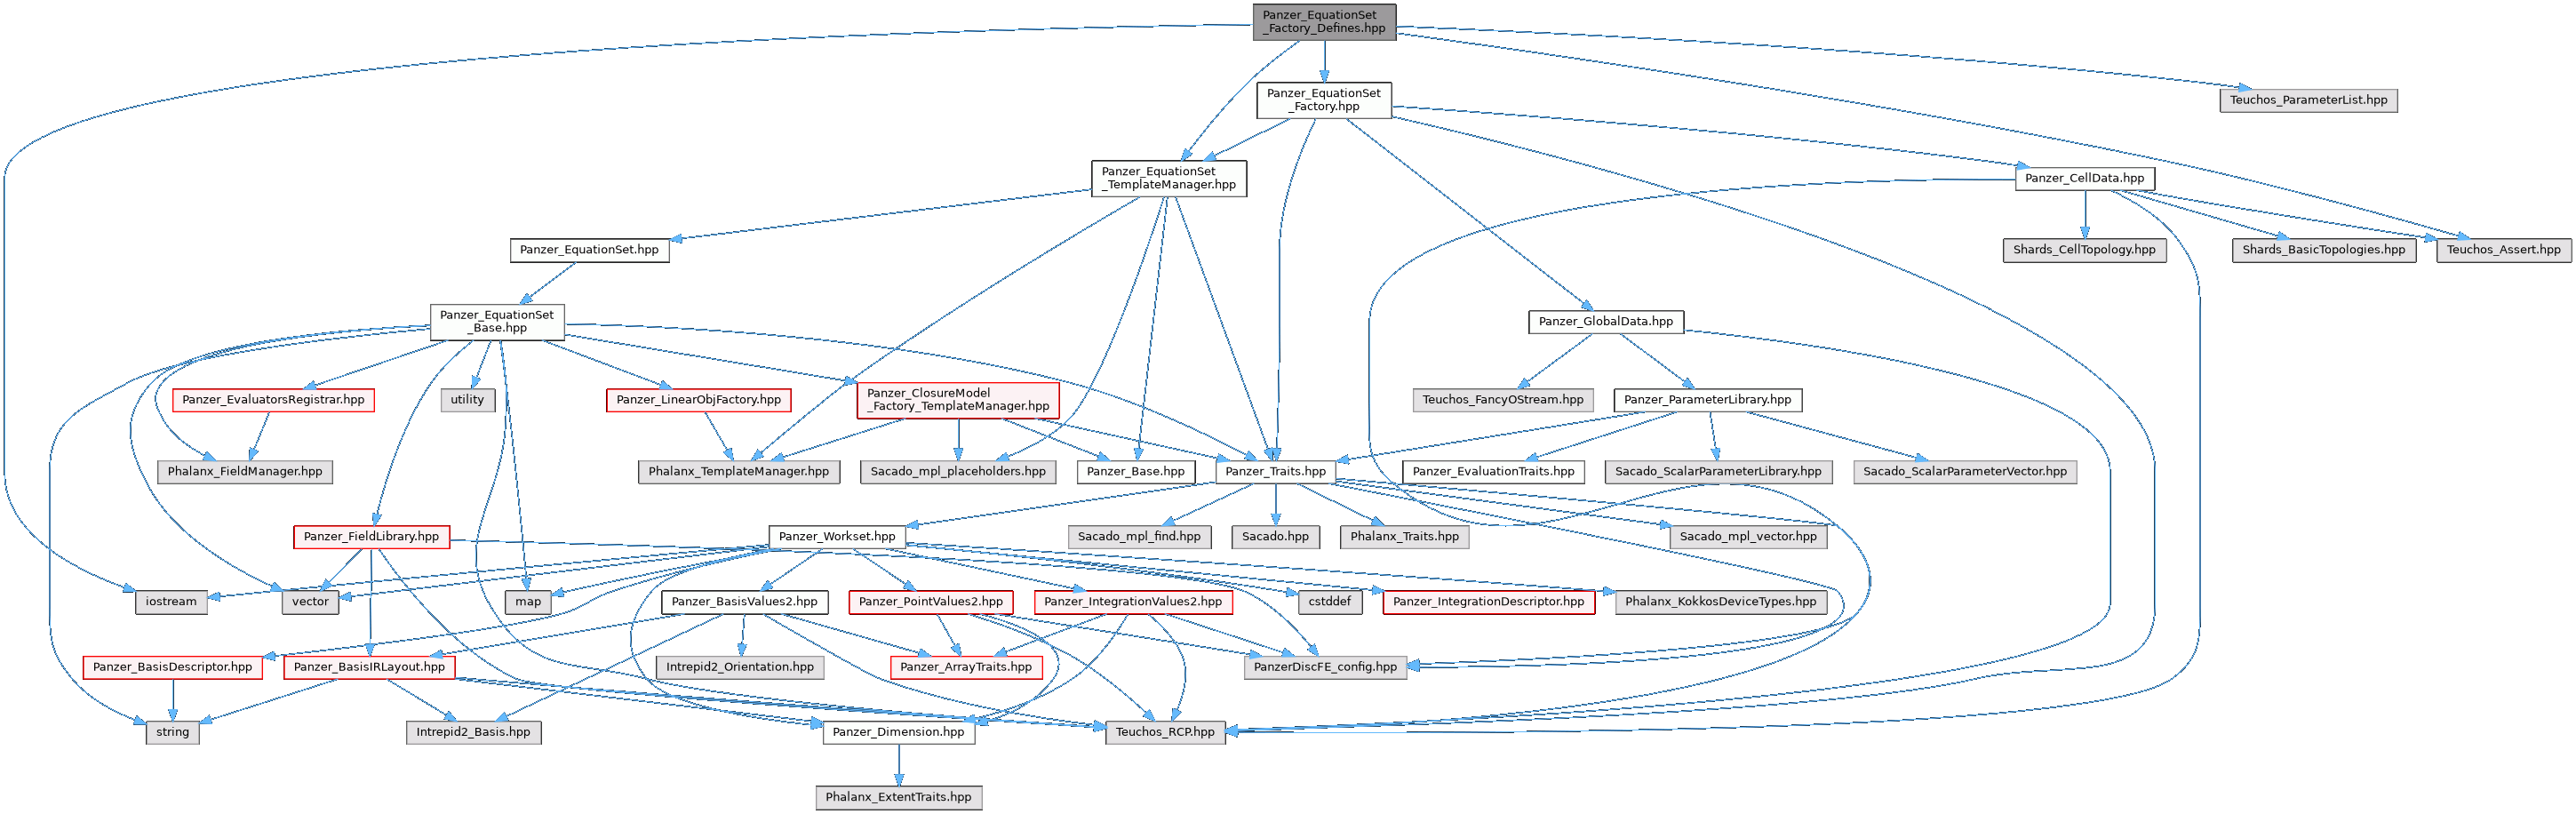 Panzer_EquationSet
_Factory_Defines.hpp
Panzer_EquationSet
_Factory.hpp
Teuchos_ParameterList.hpp
Panzer_EquationSet
_TemplateManager.hpp
Panzer_CellData.hpp
Panzer_EquationSet.hpp
Shards_CellTopology.hpp
Shards_BasicTopologies.hpp
Teuchos_Assert.hpp
Panzer_EquationSet
_Base.hpp
Panzer_GlobalData.hpp
Panzer_EvaluatorsRegistrar.hpp
utility
Panzer_LinearObjFactory.hpp
Panzer_ClosureModel
_Factory_TemplateManager.hpp
Teuchos_FancyOStream.hpp
Panzer_ParameterLibrary.hpp
Phalanx_FieldManager.hpp
Phalanx_TemplateManager.hpp
Sacado_mpl_placeholders.hpp
Panzer_Base.hpp
Panzer_Traits.hpp
Panzer_EvaluationTraits.hpp
Sacado_ScalarParameterLibrary.hpp
Sacado_ScalarParameterVector.hpp
Panzer_FieldLibrary.hpp
Panzer_Workset.hpp
Sacado_mpl_find.hpp
Sacado.hpp
Phalanx_Traits.hpp
Sacado_mpl_vector.hpp
iostream
vector
map
Panzer_BasisValues2.hpp
Panzer_PointValues2.hpp
Panzer_IntegrationValues2.hpp
cstddef
Panzer_IntegrationDescriptor.hpp
Phalanx_KokkosDeviceTypes.hpp
Panzer_BasisDescriptor.hpp
Panzer_BasisIRLayout.hpp
Intrepid2_Orientation.hpp
Panzer_ArrayTraits.hpp
PanzerDiscFE_config.hpp
string
Intrepid2_Basis.hpp
Panzer_Dimension.hpp
Teuchos_RCP.hpp
Phalanx_ExtentTraits.hpp